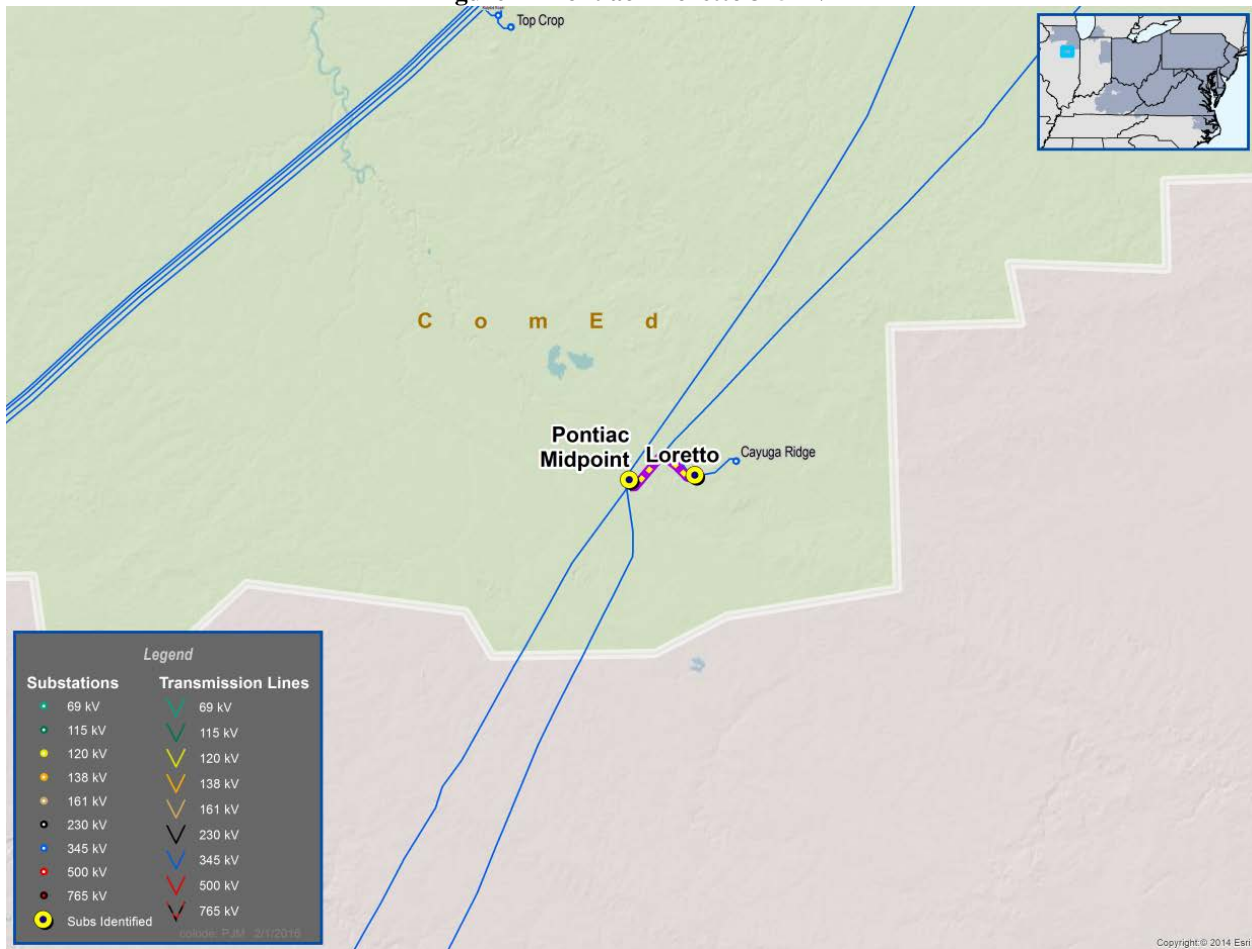 Top Crop
C o m E d
Pontiac
Midpoint
Loretto
Cayuga Ridge
Legend
Substations
Transmission Lines
69 kV
69 kV
115 kV
115 kV
120 kV
120 kV
138 kV
138 kV
161 kV
161 kV
230 kV
230 kV
345 kV
345 kV
500 kV
500 kV
765 kV
765 kV
Subs Identified
PJM 2/1/2016
Copyright:© 2014 Esri